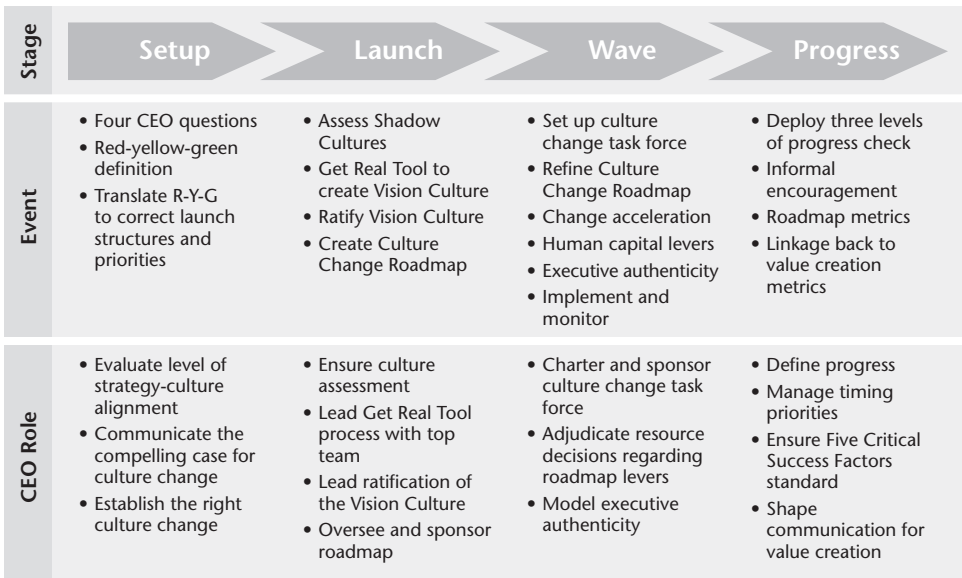 Stage
Setup
Launch
Wave
Progress
Event
• Four CEO questions
• Red-yellow-green
definition
• Translate R-Y-G
to correct launch
structures and
priorities
• Assess Shadow
Cultures
• Get Real Tool to
create Vision Culture
• Ratify Vision Culture
• Create Culture
Change Roadmap
• Set up culture
change task force
• Refine Culture
Change Roadmap
• Change acceleration
• Human capital levers
• Executive authenticity
• Implement and
monitor
• Deploy three levels
of progress check
• Informal
encouragement
• Roadmap metrics
• Linkage back to
value creation
metrics
CEO Role
• Evaluate level of
strategy-culture
alignment
• Communicate the
compelling case for
culture change
• Establish the right
culture change
• Ensure culture
assessment
• Lead Get Real Tool
process with top
team
• Lead ratification of
the Vision Culture
• Oversee and sponsor
roadmap
• Charter and sponsor
culture change task
force
• Adjudicate resource
decisions regarding
roadmap levers
• Model executive
authenticity
• Define progress
• Manage timing
priorities
• Ensure Five Critical
Success Factors
standard
• Shape
communication for
value creation